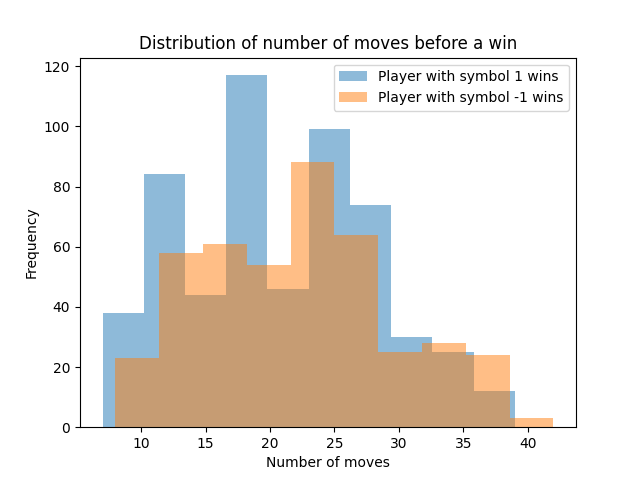 Distribution of number of moves before a win
Player with symbol 1 wins
Player with symbol -1 wins
120
100
80
60
40
20
0
Frequency
10 15 20 25 30 35 40
Number of moves